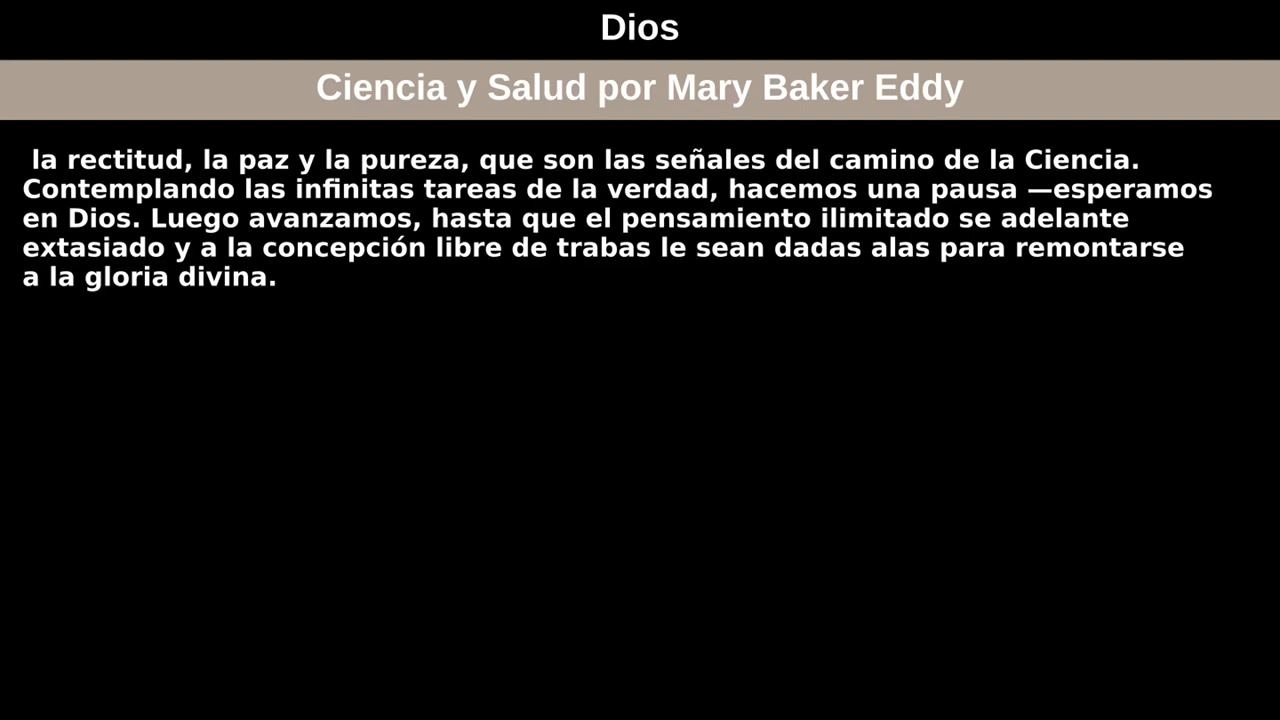 Dios
Ciencia y Salud por Mary Baker Eddy
la rectitud, la paz y la pureza, que son las señales del camino de la Ciencia.
Contemplando las infinitas tareas de la verdad, hacemos una pausa —esperamos
en Dios. Luego avanzamos, hasta que el pensamiento ilimitado se adelante
extasiado y a la concepción libre de trabas le sean dadas alas para remontarse
a la gloria divina.